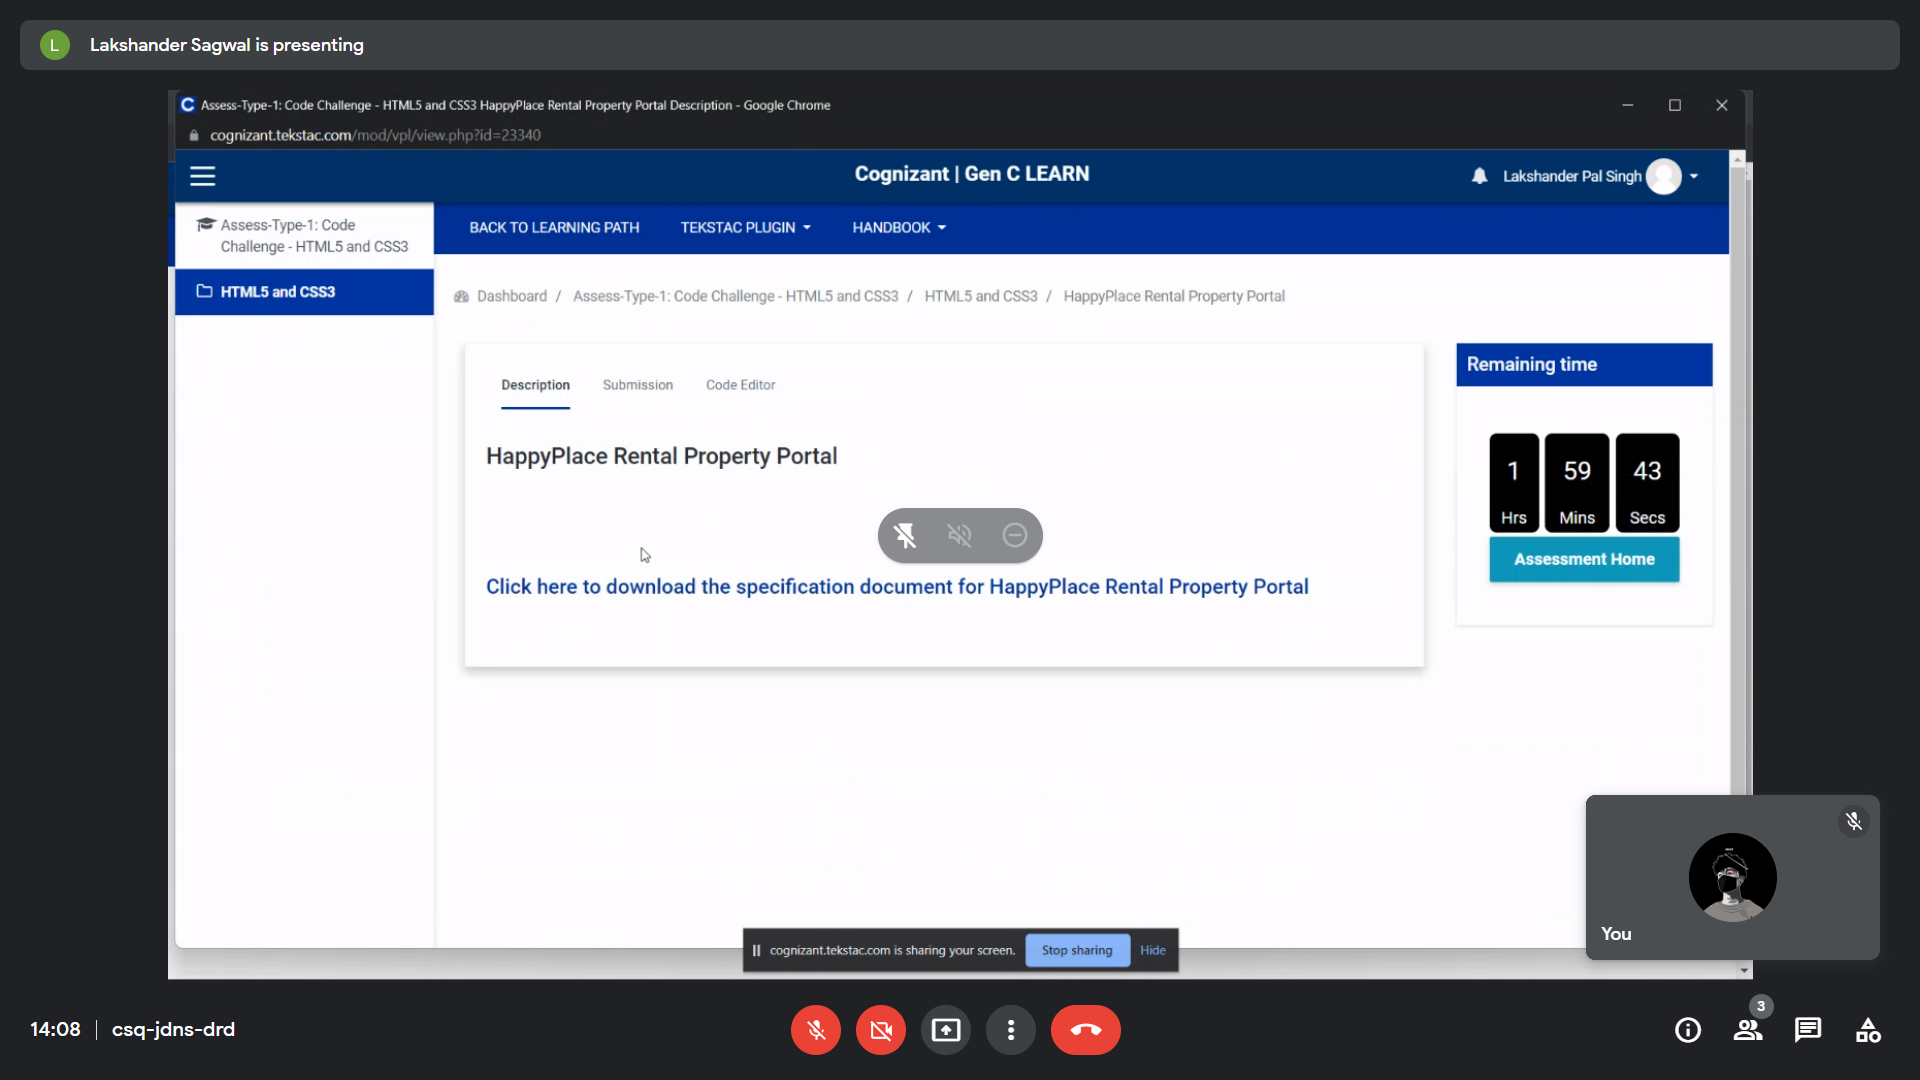 L Lakshander Sagwal is presenting
C Assess-Type-1: Code Challenge - HTML5 and CSS3 HappyPlace Rental Property Portal Description - Google Chrome
cognizant.tekstac.com/mod/vpl/view.php?id=23340
Cognizant | Gen C LEARN
Lakshander Pal Singh
Assess-Type-1: Code
Challenge - HTML5 and CSS3
BACK TO LEARNING PATH TEKSTAC PLUGIN HANDBOOK
HTML5 and CSS3
Dashboard / Assess-Type-1: Code Challenge - HTML5 and CSS3 / HTML5 and CSS3 / HappyPlace Rental Property Portal
Remaining time
Description Submission Code Editor
HappyPlace Rental Property Portal
1 59 43
Hrs Mins Secs
Assessment Home
Click here to download the specification document for HappyPlace Rental Property Portal
You
cognizant.tekstac.com is sharing your screen. Stop sharing Hide
14:08 | csq-jdns-drd
3